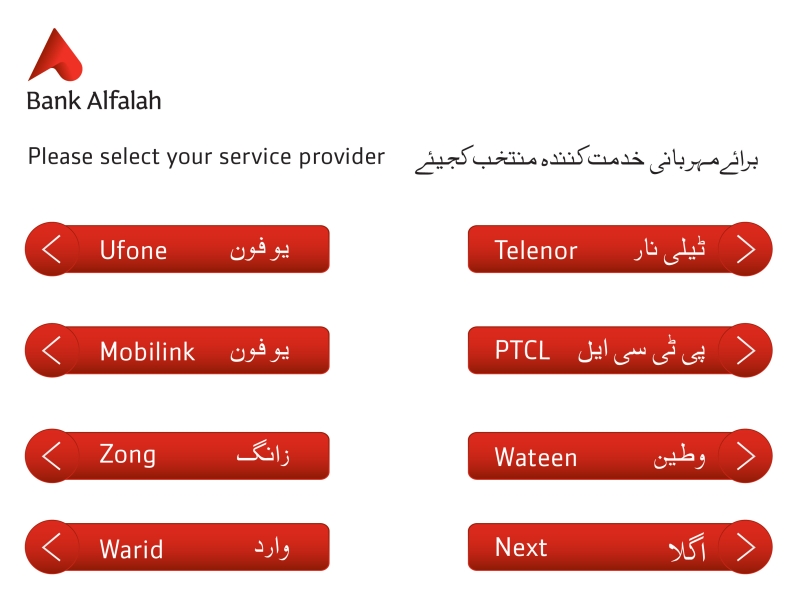 Bank Alfalah
Please select your service provider برائے مہربانی خدمت کنندہ منتخب کجیئے
Ufone یو فون
Telenor ٹیلی نار
Mobilink یو فون
PTCL پی ٹی سی ایل
Zong زانگ
Wateen وطین
Warid وارد
Next اگلا